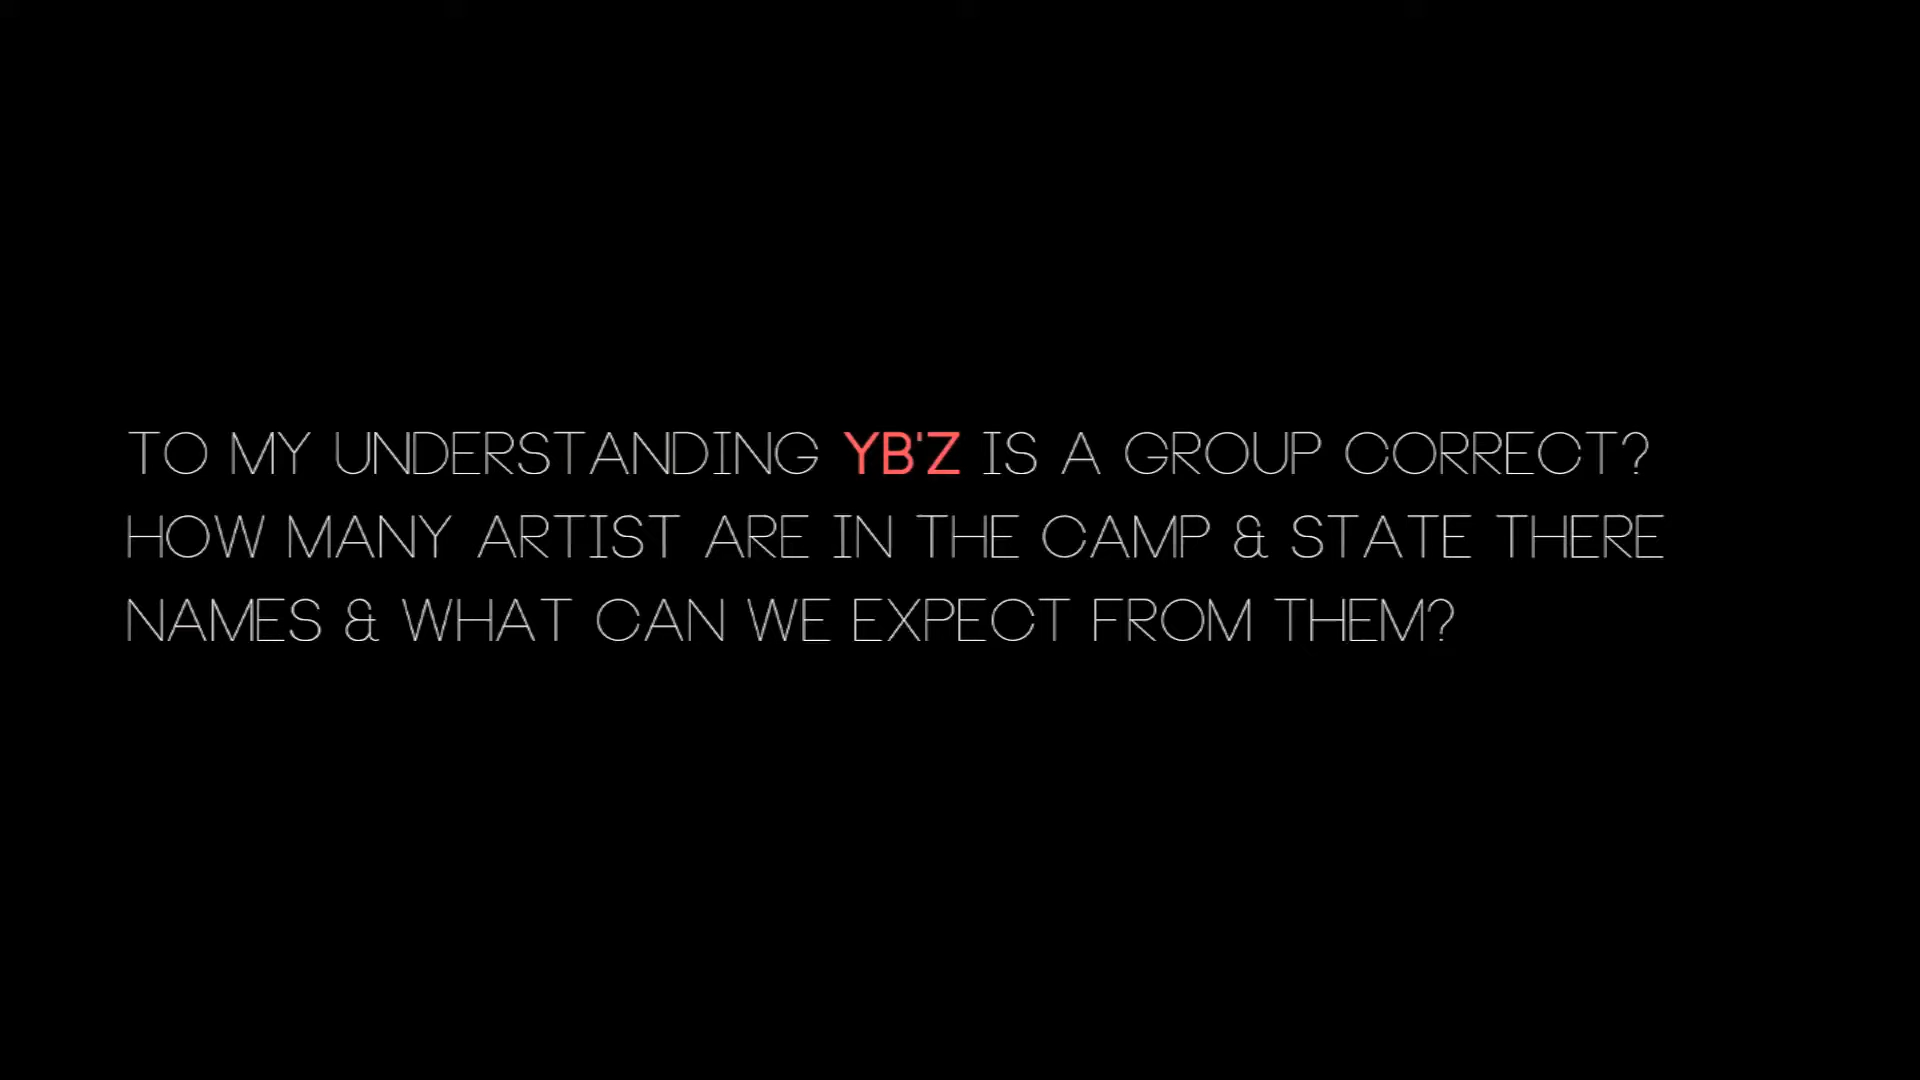 TO MY UNDERSTANDING YB'Z IS A GROUP CORRECT?
HOW MANY ARTIST ARE IN THE CAMP & STATE THERE
NAMES & WHAT CAN WE EXPECT FROM THEM?